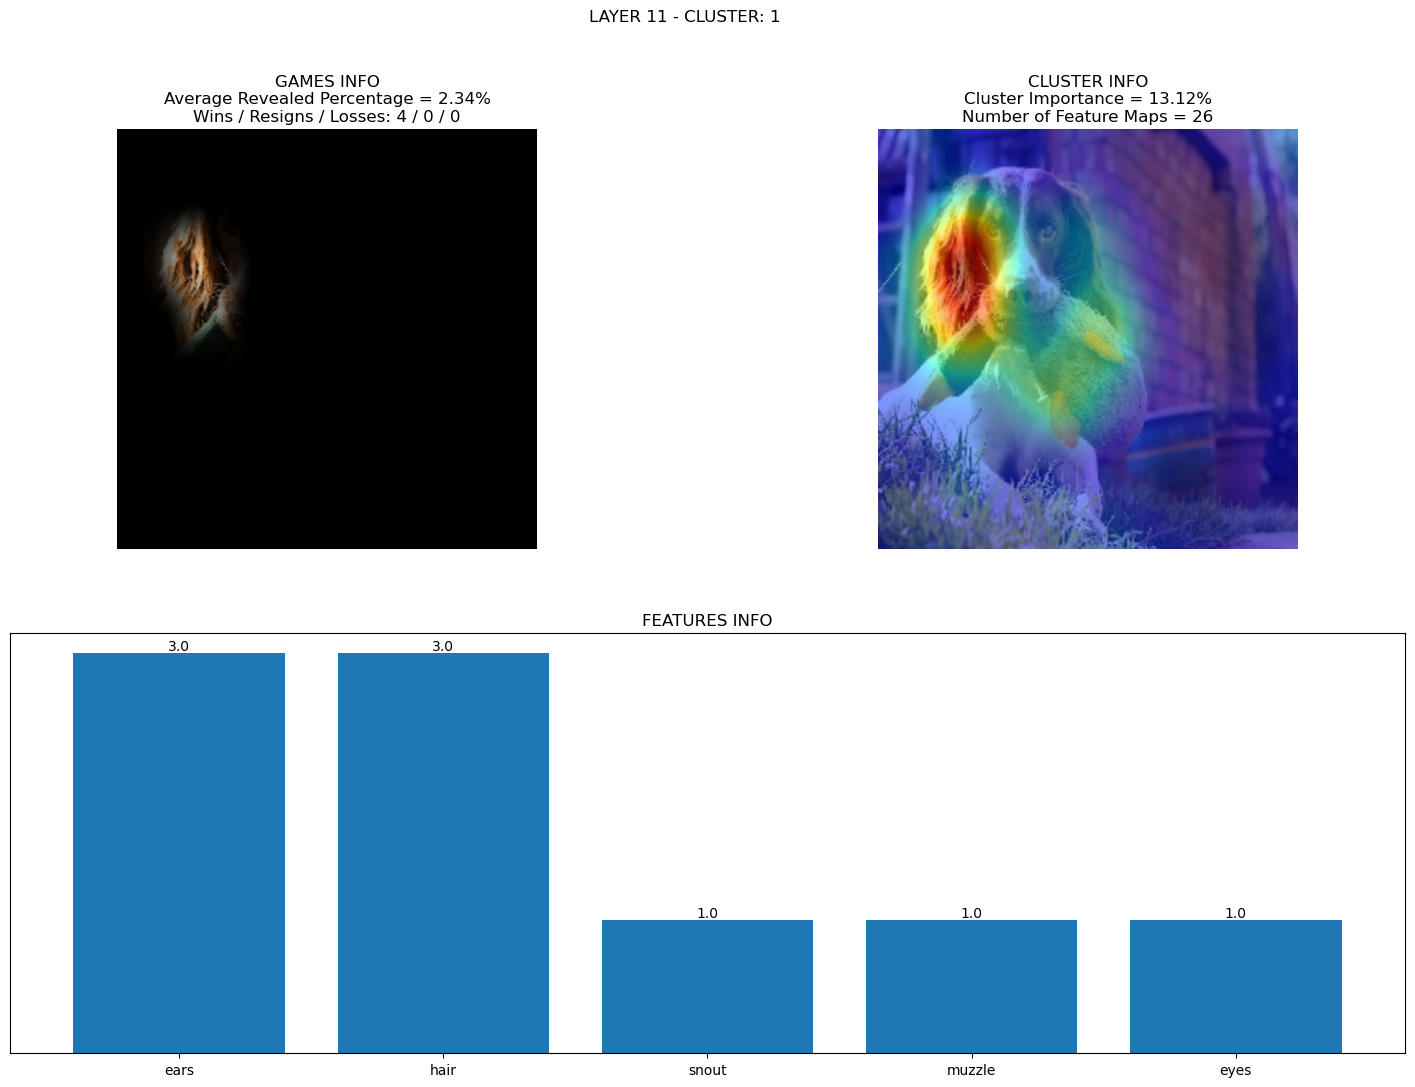 LAYER 11 - CLUSTER: 1
GAMES INFO
Average Revealed Percentage = 2.34%
Wins / Resigns / Losses: 4 / 0 / 0
CLUSTER INFO
Cluster Importance = 13.12%
Number of Feature Maps = 26
FEATURES INFO
3.0
3.0
1.0
1.0
1.0
ears
hair
snout
muzzle
eyes